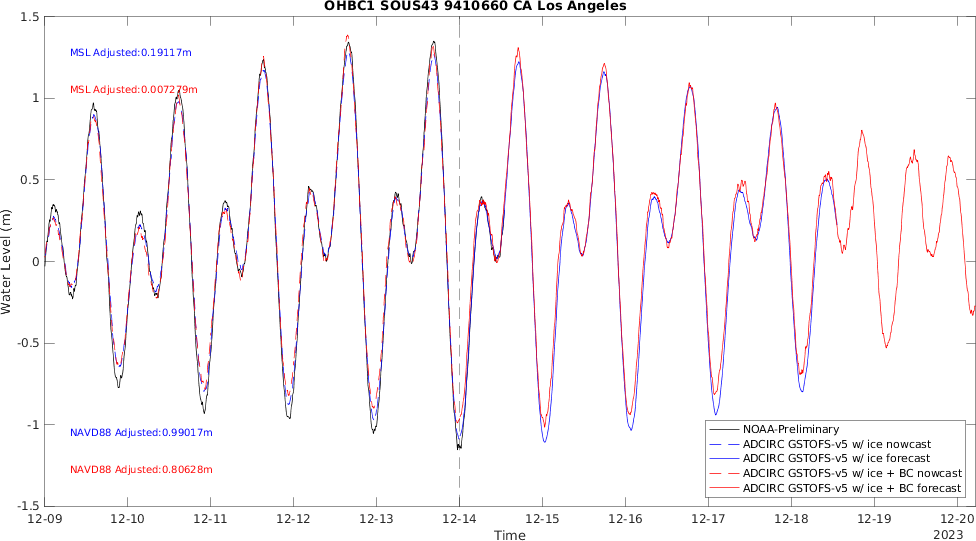 OHBC1 SOUS43 9410660 CA Los Angeles
1.5
1
0.5
0
-0.5
-1
-1.5
Water Level (m)
MSL Adjusted:0.19117m
MSL Adjusted:0.007279m
NAVD88 Adjusted:0.99017m
NAVD88 Adjusted:0.80628m
NOAA-Preliminary
ADCIRC GSTOFS-v5 w/ ice nowcast
ADCIRC GSTOFS-v5 w/ ice forecast
ADCIRC GSTOFS-v5 w/ ice + BC nowcast
ADCIRC GSTOFS-v5 w/ ice + BC forecast
12-09 12-10 12-11 12-12 12-13 12-14 12-15 12-16 12-17 12-18 12-19 12-20
2023
Time